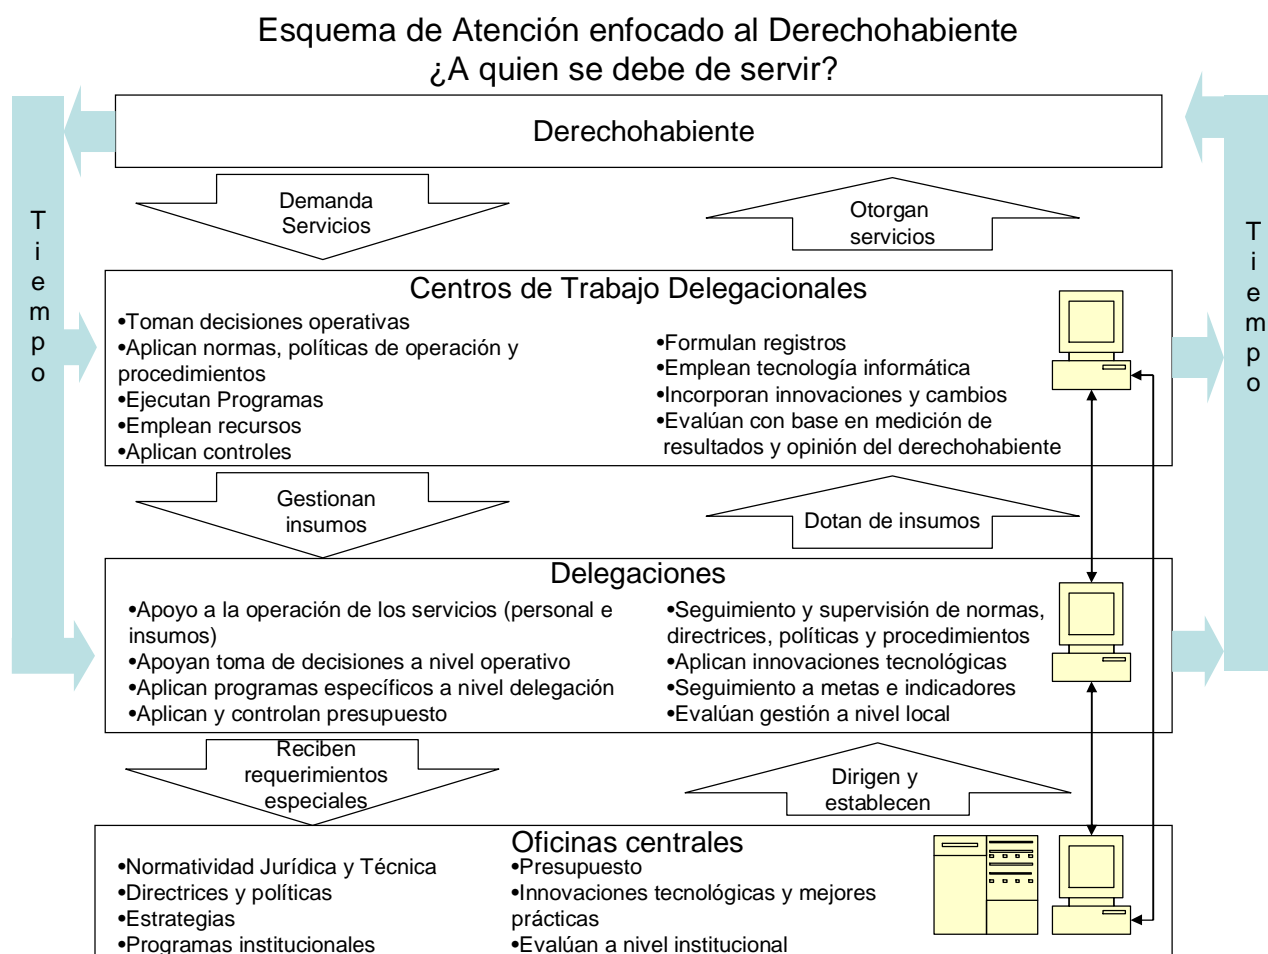 Esquema de Atención enfocado al Derechohabiente
¿A quien se debe de servir?
Derechohabiente
Tiempo
Demanda
Servicios
Otorgan
servicios
Tiempo
Centros de Trabajo Delegacionales
•Toman decisiones operativas
•Aplican normas, políticas de operación y
procedimientos
•Ejecutan Programas
•Emplean recursos
•Aplican controles
•Formulan registros
•Emplean tecnología informática
•Incorporan innovaciones y cambios
•Evalúan con base en medición de
resultados y opinión del derechohabiente
Gestionan
insumos
Dotan de insumos
Delegaciones
•Apoyo a la operación de los servicios (personal e
insumos)
•Apoyan toma de decisiones a nivel operativo
•Aplican programas específicos a nivel delegación
•Aplican y controlan presupuesto
•Seguimiento y supervisión de normas,
directrices, políticas y procedimientos
•Aplican innovaciones tecnológicas
•Seguimiento a metas e indicadores
•Evalúan gestión a nivel local
Reciben
requerimientos
especiales
Dirigen y
establecen
Oficinas centrales
•Normatividad Jurídica y Técnica
•Directrices y políticas
•Estrategias
•Programas institucionales
•Presupuesto
•Innovaciones tecnológicas y mejores
prácticas
•Evalúan a nivel institucional